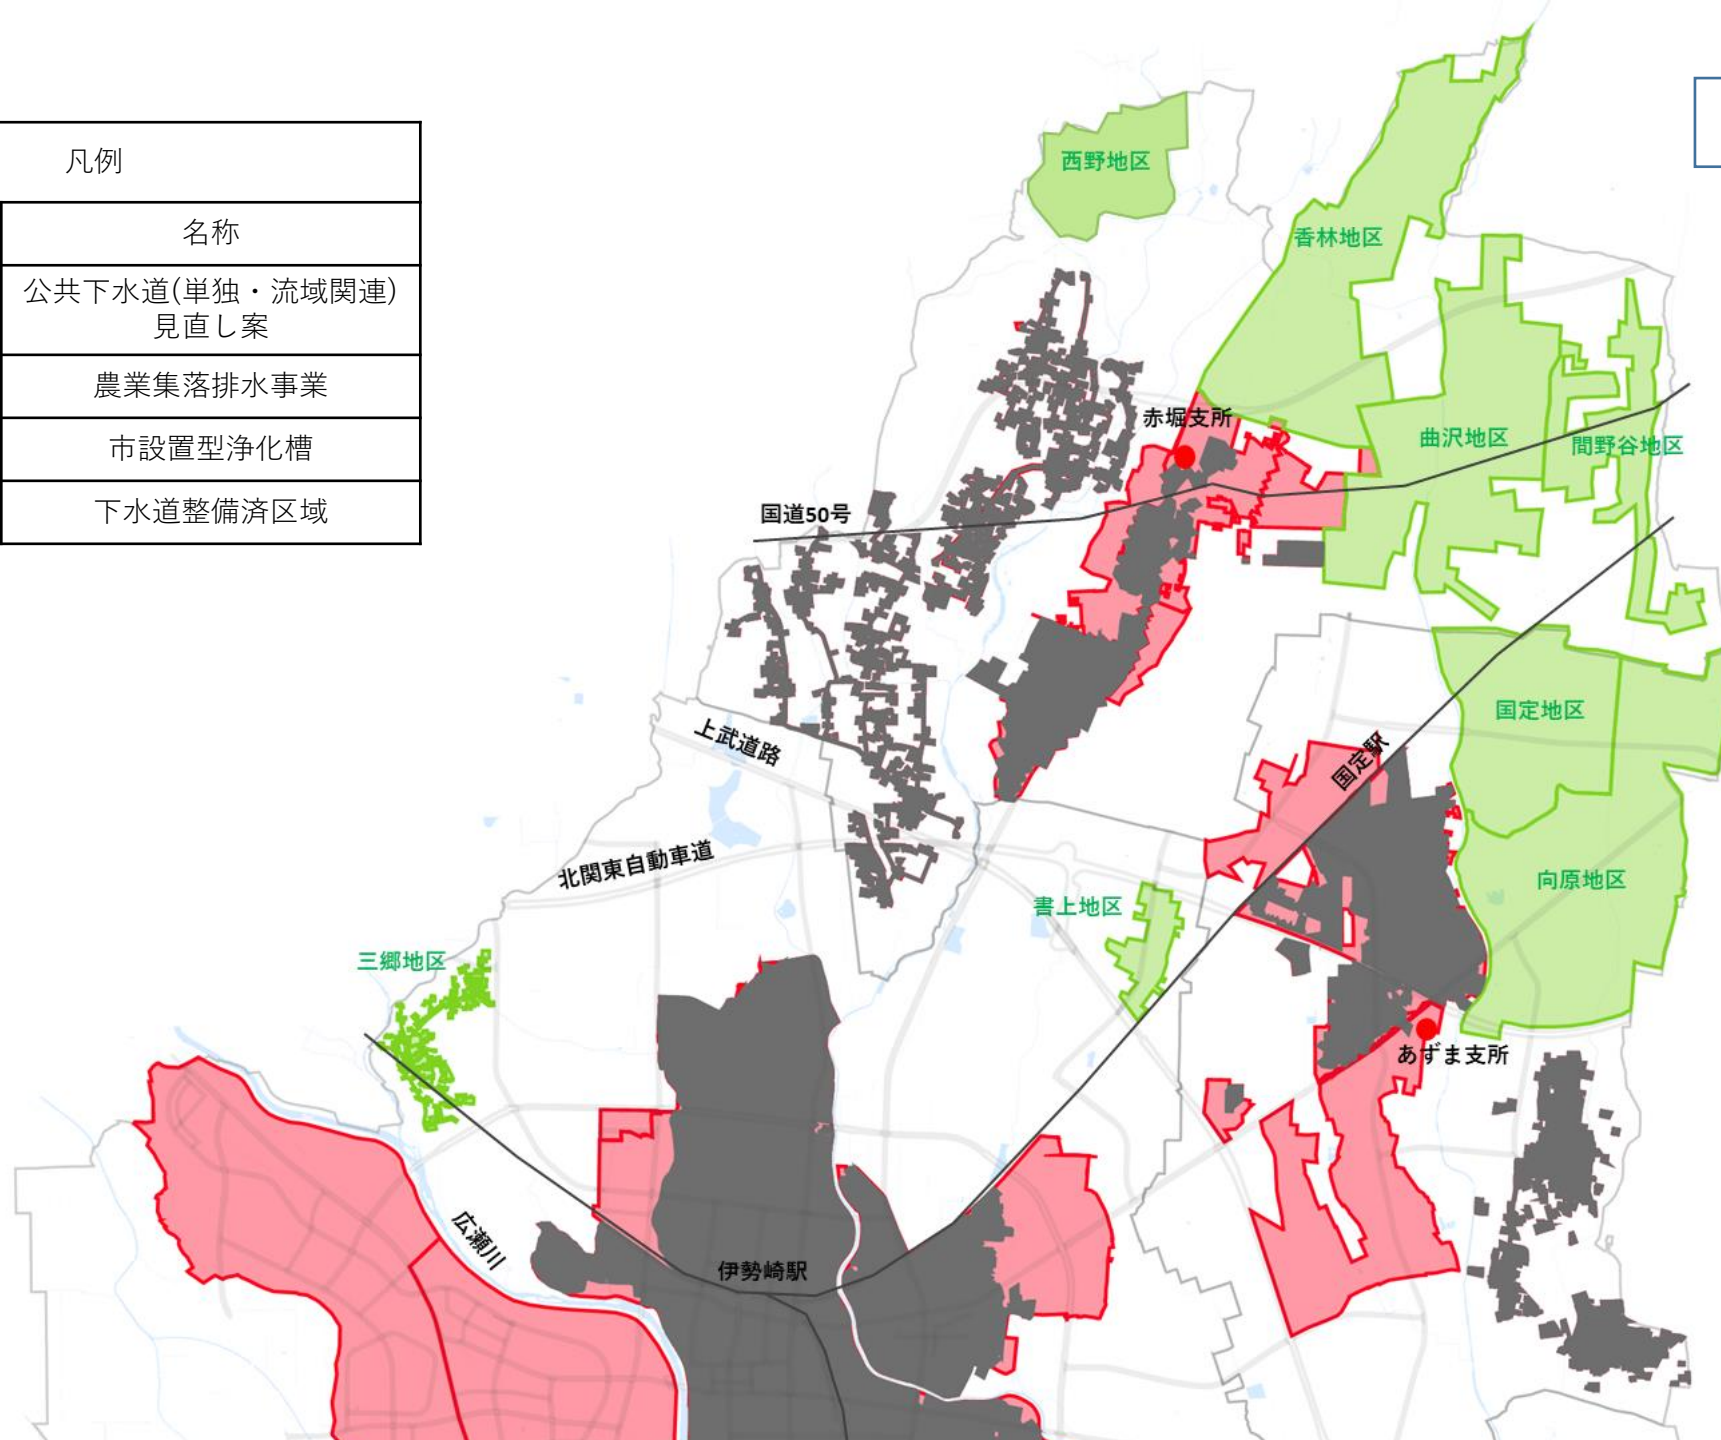 凡例
名称
公共下水道(単独・流域関連)
見直し案
農業集落排水事業
市設置型浄化槽
下水道整備済区域
西野地区
香林地区
赤堀支所
曲沢地区
間野谷地区
国道50号
国定地区
上武道路
国定駅
北関東自動車道
向原地区
書上地区
三郷地区
あずま支所
広瀬川
伊勢崎駅